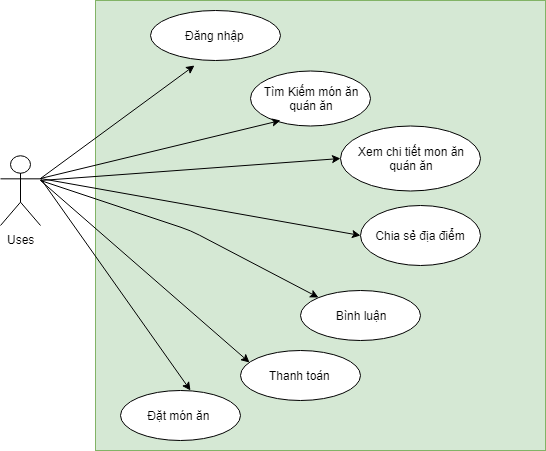 Đăng nhập
Tìm Kiếm món ăn
quán ăn
Xem chi tiết mon ăn
quán ăn
Chia sẻ địa điểm
Uses
Bình luận
Thanh toán
Đặt món ăn